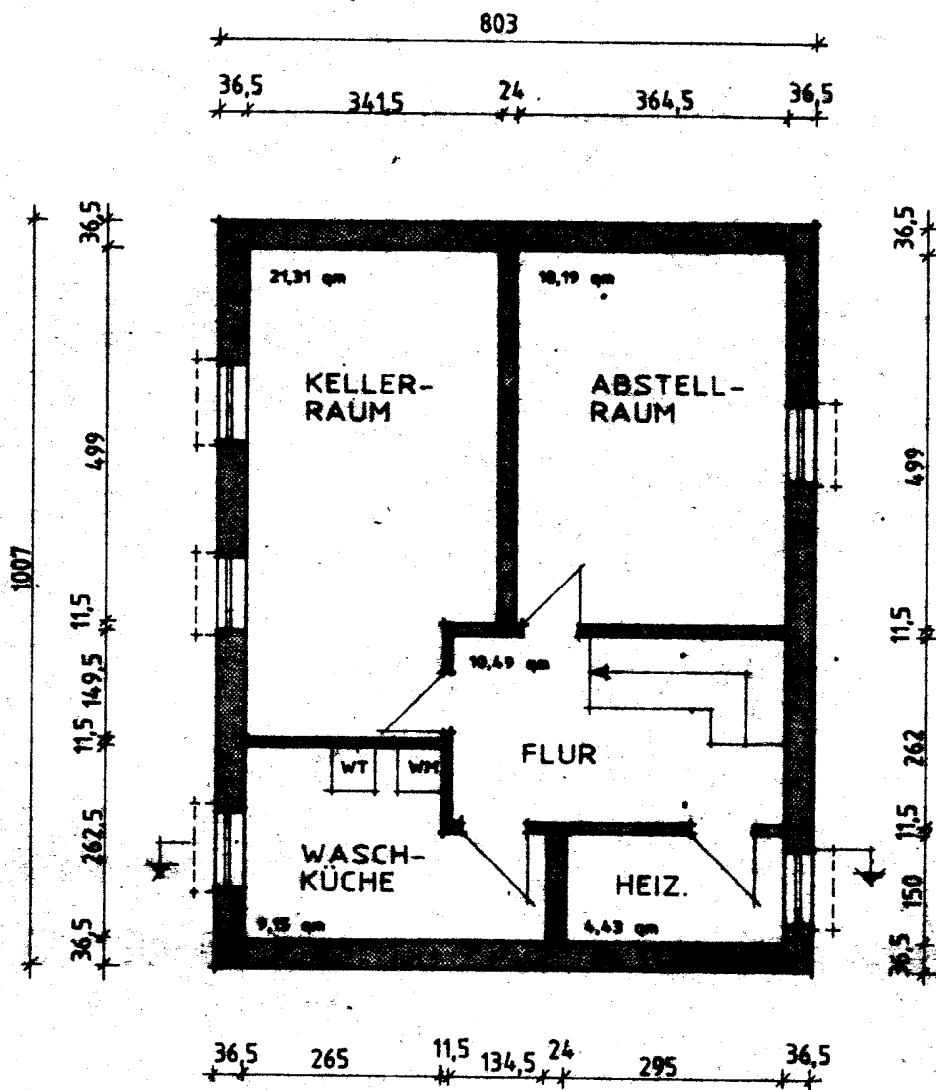 803
36,5 341,5 24 364,5 36,5
36,5
499
11,5
149,5
11,5
262,5
36,5
1007
36,5
499
11,5
262
11,5
150
36,5
21,31 qm
KELLER-
RAUM
18,19 qm
ABSTELL-
RAUM
10,49 qm
FLUR
WT WM
WASCH-
KÜCHE
9,15 qm
HEIZ.
4,43 qm
36,5 265 11,5 134,5 24 295 36,5